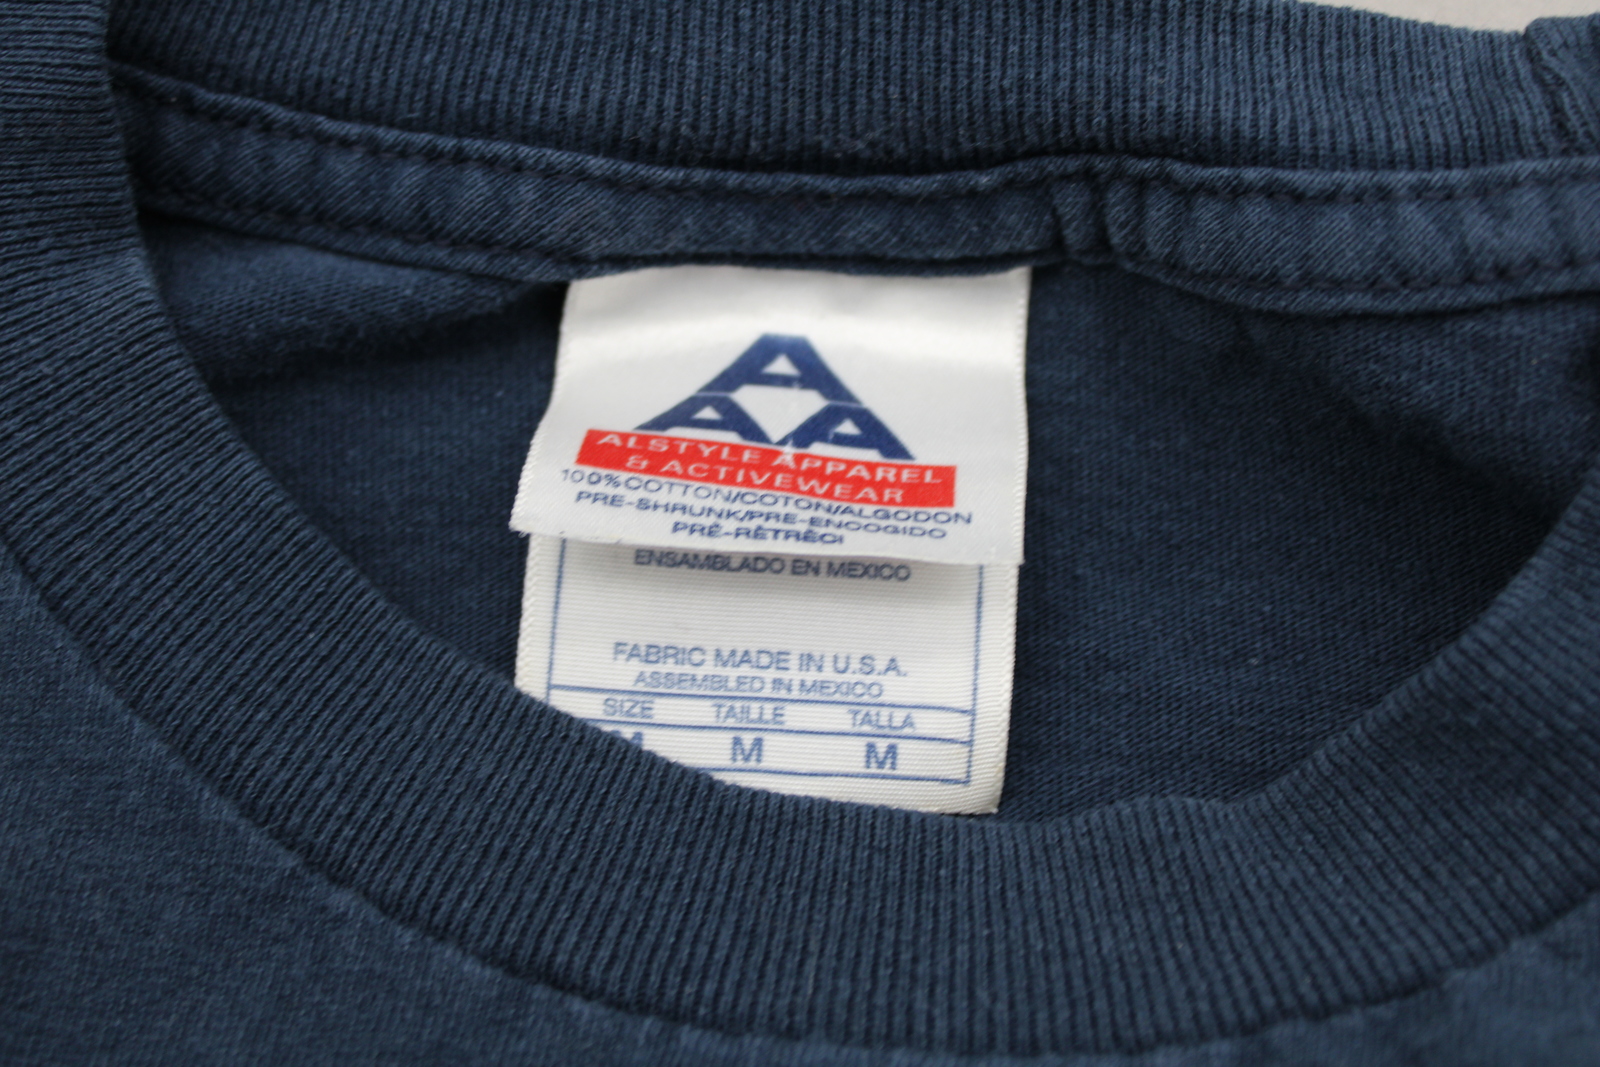 A
A A
ALSTYLE APPAREL
& ACTIVEWEAR
100%COTTON/COTON/ALGODON
PRE-SHRUNK/PRE-ENCOGIDO
PRÉ-RÉTRÉCI
ENSAMBLADO EN MEXICO
FABRIC MADE IN U.S.A.
ASSEMBLED IN MEXICO
SIZE TAILLE TALLA
M M M